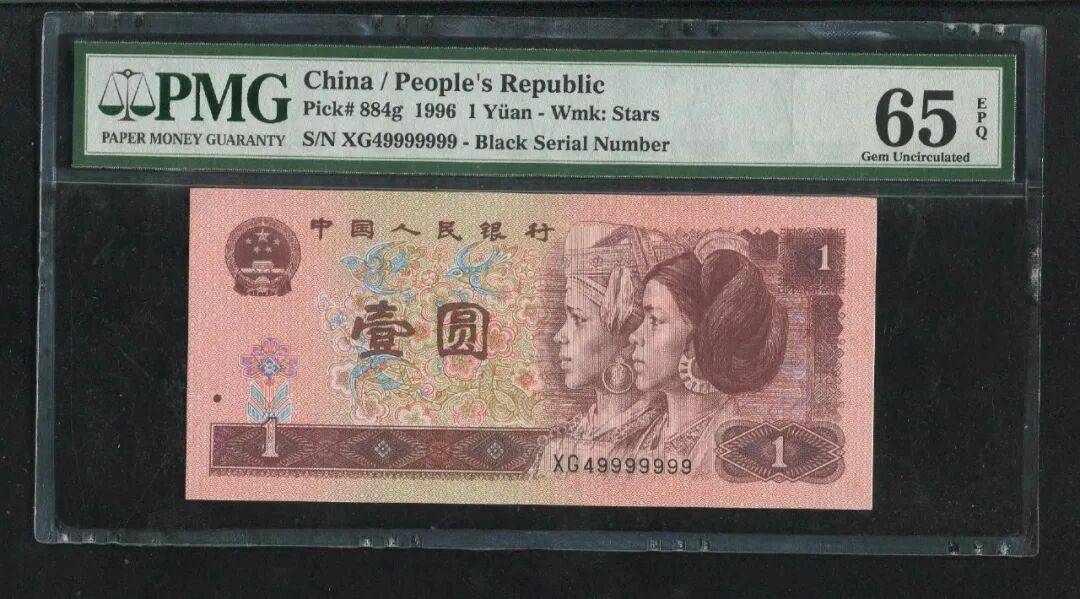 PMG
PAPER MONEY GUARANTY
China / People's Republic
Pick# 884g 1996 1 Yüan - Wmk: Stars
S/N XG49999999 - Black Serial Number
65 EPQ
Gem Uncirculated
中国人民银行
1
壹圆
1
XG49999999
1